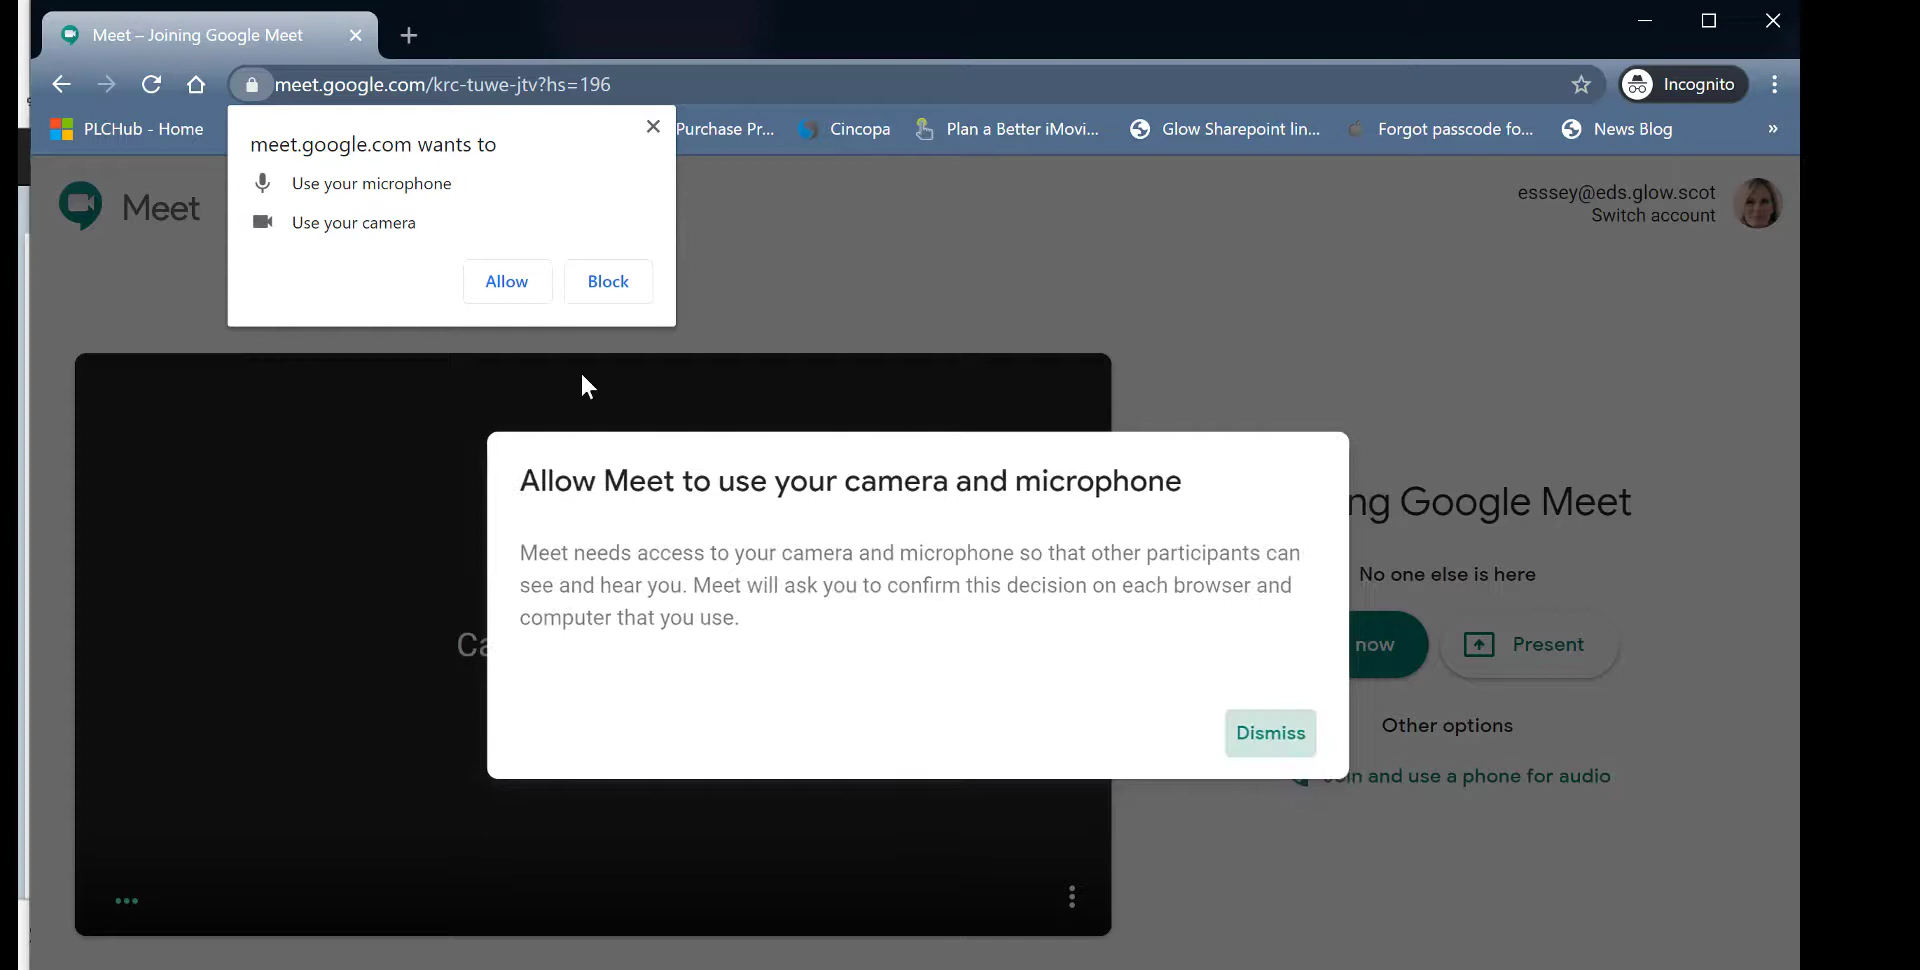 Meet – Joining Google Meet
meet.google.com/krc-tuwe-jtv?hs=196
Incognito
PLCHub - Home
Purchase Pr...
Cincopa
Plan a Better iMovi...
Glow Sharepoint lin...
Forgot passcode fo...
News Blog
»
meet.google.com wants to
Use your microphone
Use your camera
Allow
Block
Meet
esssey@eds.glow.scot
Switch account
Allow Meet to use your camera and microphone
Meet needs access to your camera and microphone so that other participants can
see and hear you. Meet will ask you to confirm this decision on each browser and
computer that you use.
Dismiss
Ca
ng Google Meet
No one else is here
now
Present
Other options
Join and use a phone for audio